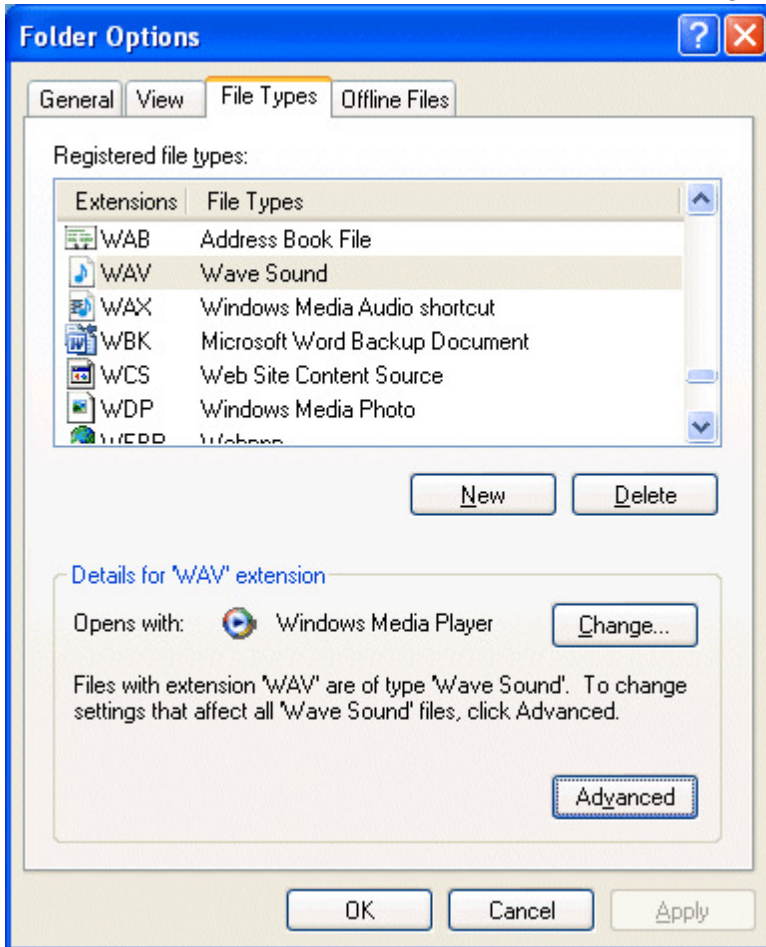 Folder Options
General View File Types Offline Files
Registered file types:
Extensions File Types
WAB Address Book File
WAV Wave Sound
WAX Windows Media Audio shortcut
WBK Microsoft Word Backup Document
WCS Web Site Content Source
WDP Windows Media Photo
New Delete
Details for 'WAV' extension
Opens with: Windows Media Player Change...
Files with extension 'WAV' are of type 'Wave Sound'. To change
settings that affect all 'Wave Sound' files, click Advanced.
Advanced
OK Cancel Apply